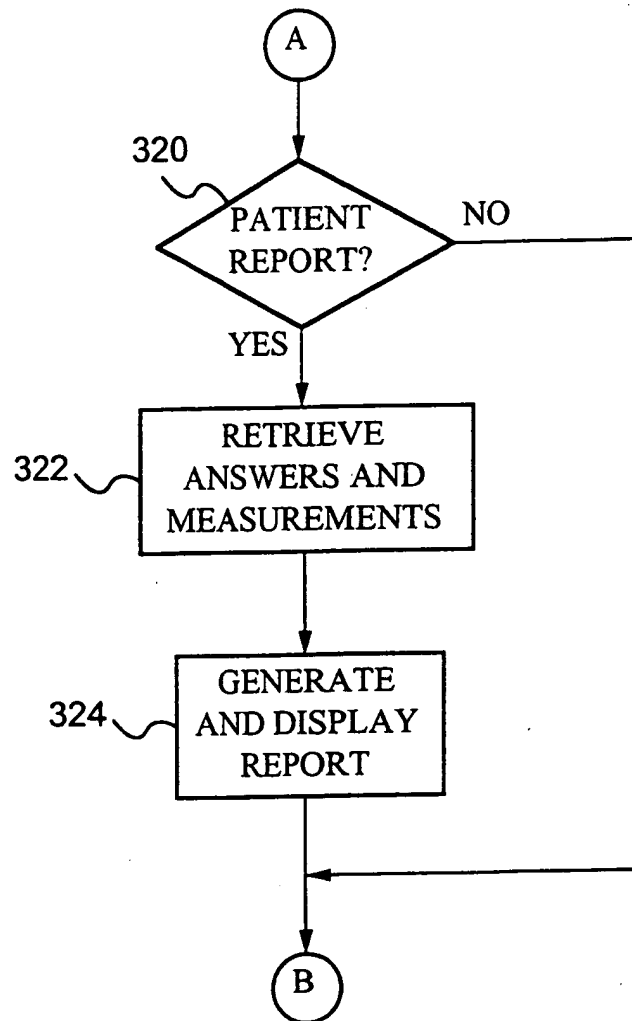 A
320
PATIENT
REPORT?
NO
YES
322
RETRIEVE
ANSWERS AND
MEASUREMENTS
324
GENERATE
AND DISPLAY
REPORT
B